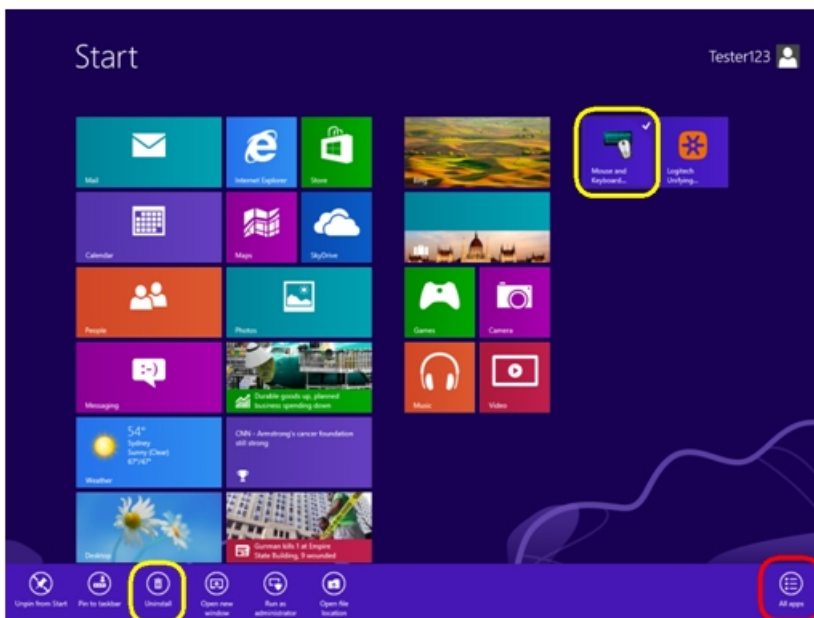 Start
Tester123
Mail
Internet Explorer
Store
Bing
Mouse and
Keyboard...
Logitech
Unifying...
Calendar
Maps
SkyDrive
People
Photos
Games
Camera
:-)
Messaging
Durable goods up, planned
business spending down
Music
Video
54°
Sydney
Sunny (Clear)
67°/47°
Weather
CNN - Armstrong's cancer foundation
still strong
Desktop
Gunman kills 1 at Empire
State Building, 9 wounded
Unpin from Start
Pin to taskbar
Uninstall
Open new
window
Run as
administrator
Open file
location
All apps